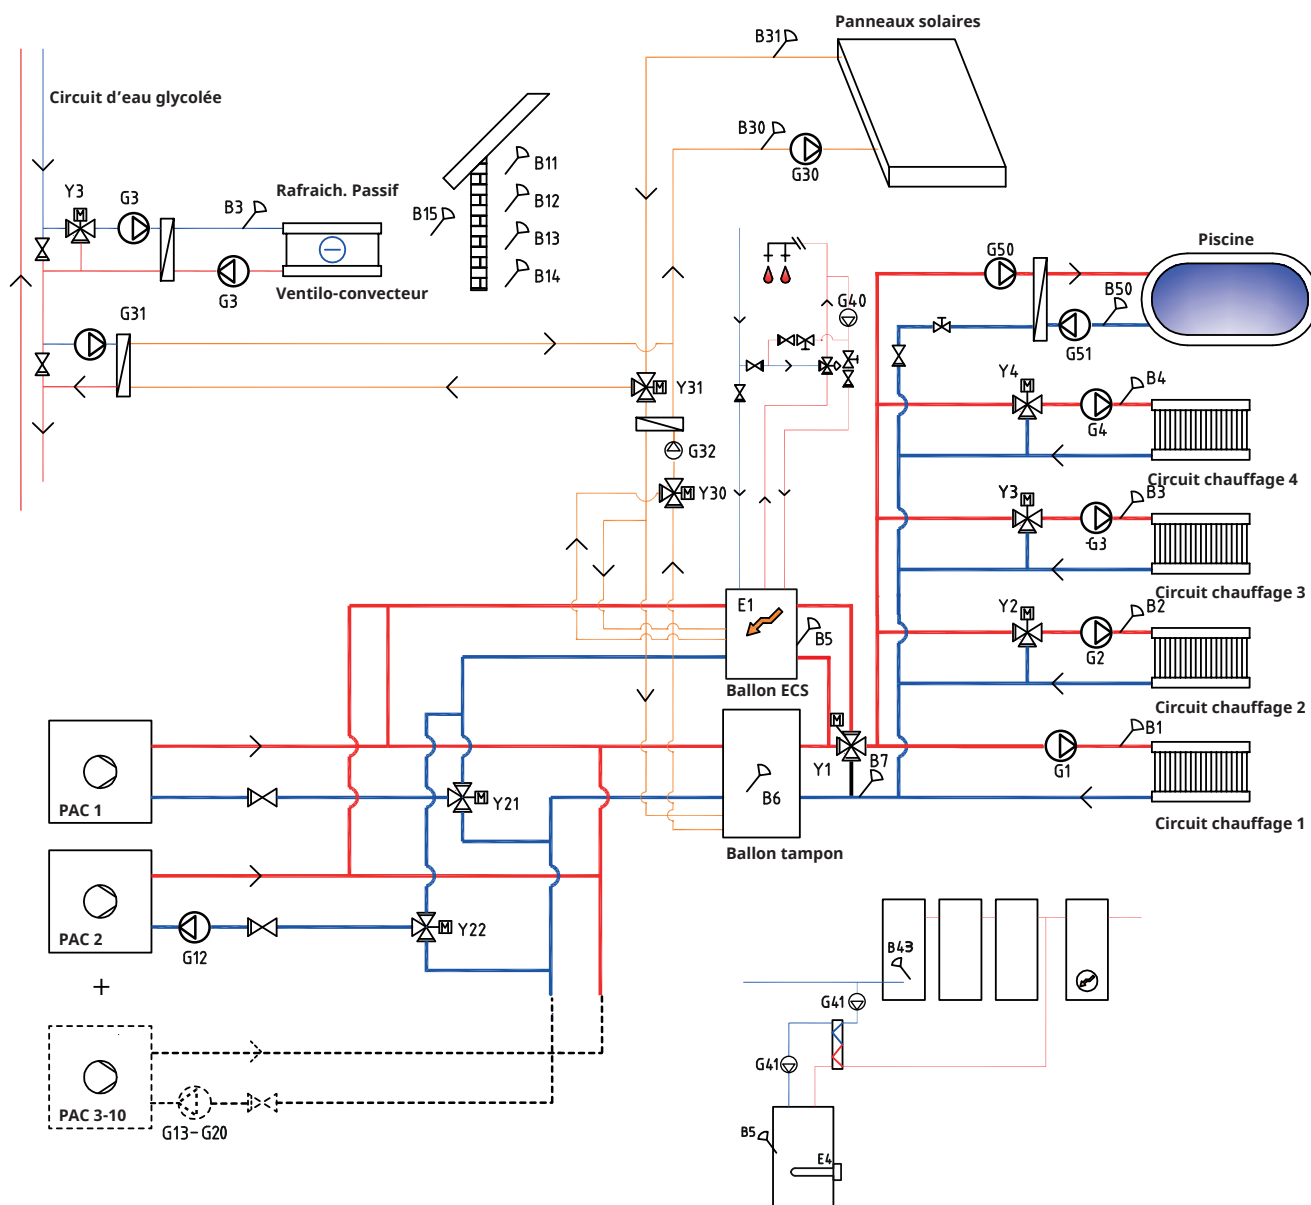 Panneaux solaires
B31
Circuit d'eau glycolée
B30
G30
B11
Y3
G3
B3
Rafraich. Passif
B12
B15
B13
B14
G3
Ventilo-convecteur
G50
Piscine
B50
G51
G40
G31
Y31
Y4
B4
G4
Circuit chauffage 4
G32
Y30
Y3
B3
-G3
Circuit chauffage 3
E1
B5
Ballon ECS
Y2
B2
G2
Circuit chauffage 2
M
M
M
M
M
M
M
M
M
PAC 1
Y21
Y1
B7
B6
B1
G1
Circuit chauffage 1
Ballon tampon
PAC 2
G12
Y22
+
PAC 3-10
G13-G20
B43
G41
G41
B5
E4